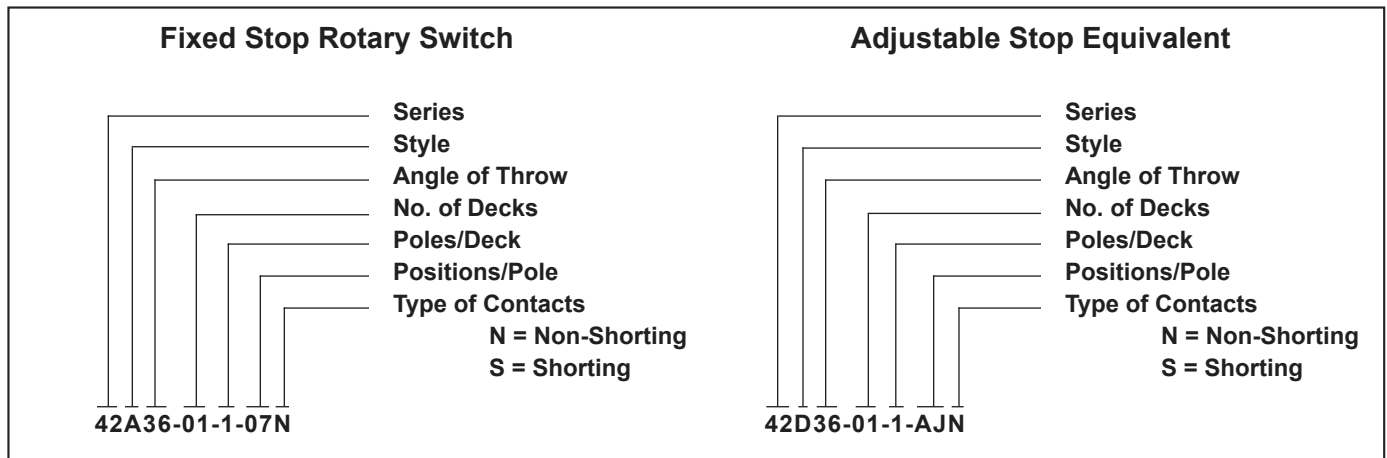 Fixed Stop Rotary Switch
Series
Style
Angle of Throw
No. of Decks
Poles/Deck
Positions/Pole
Type of Contacts
N = Non-Shorting
S = Shorting
42A36-01-1-07N
Adjustable Stop Equivalent
Series
Style
Angle of Throw
No. of Decks
Poles/Deck
Positions/Pole
Type of Contacts
N = Non-Shorting
S = Shorting
42D36-01-1-AJN